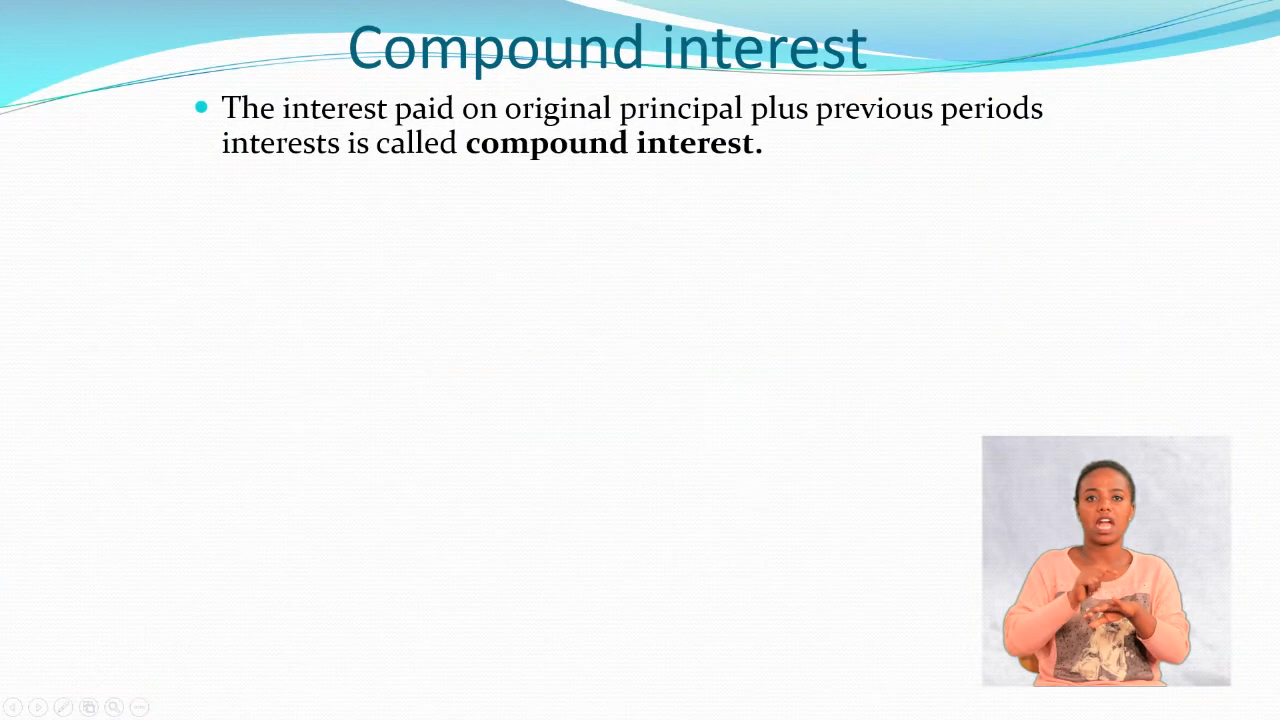 Compound interest
The interest paid on original principal plus previous periods
interests is called compound interest.